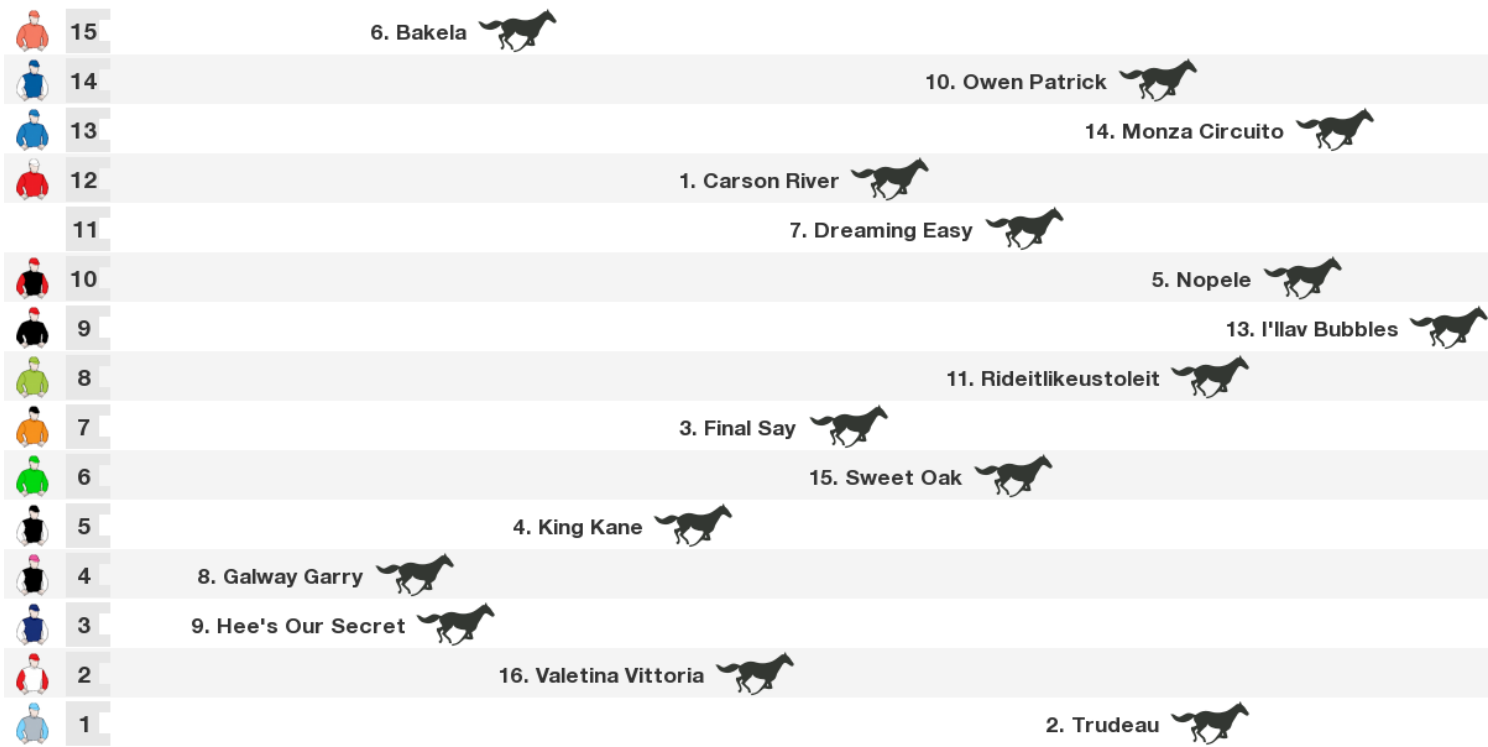 15 6. Bakela
14 10. Owen Patrick
13 14. Monza Circuito
12 1. Carson River
11 7. Dreaming Easy
10 5. Nopele
9 13. I'llav Bubbles
8 11. Rideitlikeustoleit
7 3. Final Say
6 15. Sweet Oak
5 4. King Kane
4 8. Galway Garry
3 9. Hee's Our Secret
2 16. Valetina Vittoria
1 2. Trudeau